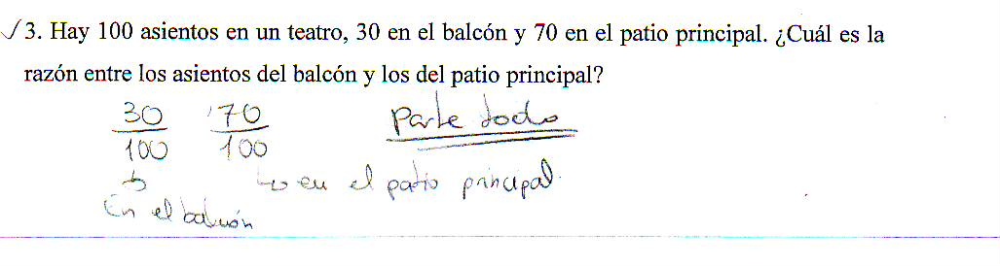 ✓3. Hay 100 asientos en un teatro, 30 en el balcón y 70 en el patio principal. ¿Cuál es la
razón entre los asientos del balcón y los del patio principal?
30/100 70/100 Parte todo
↳ en el patio principal.
En el balcón